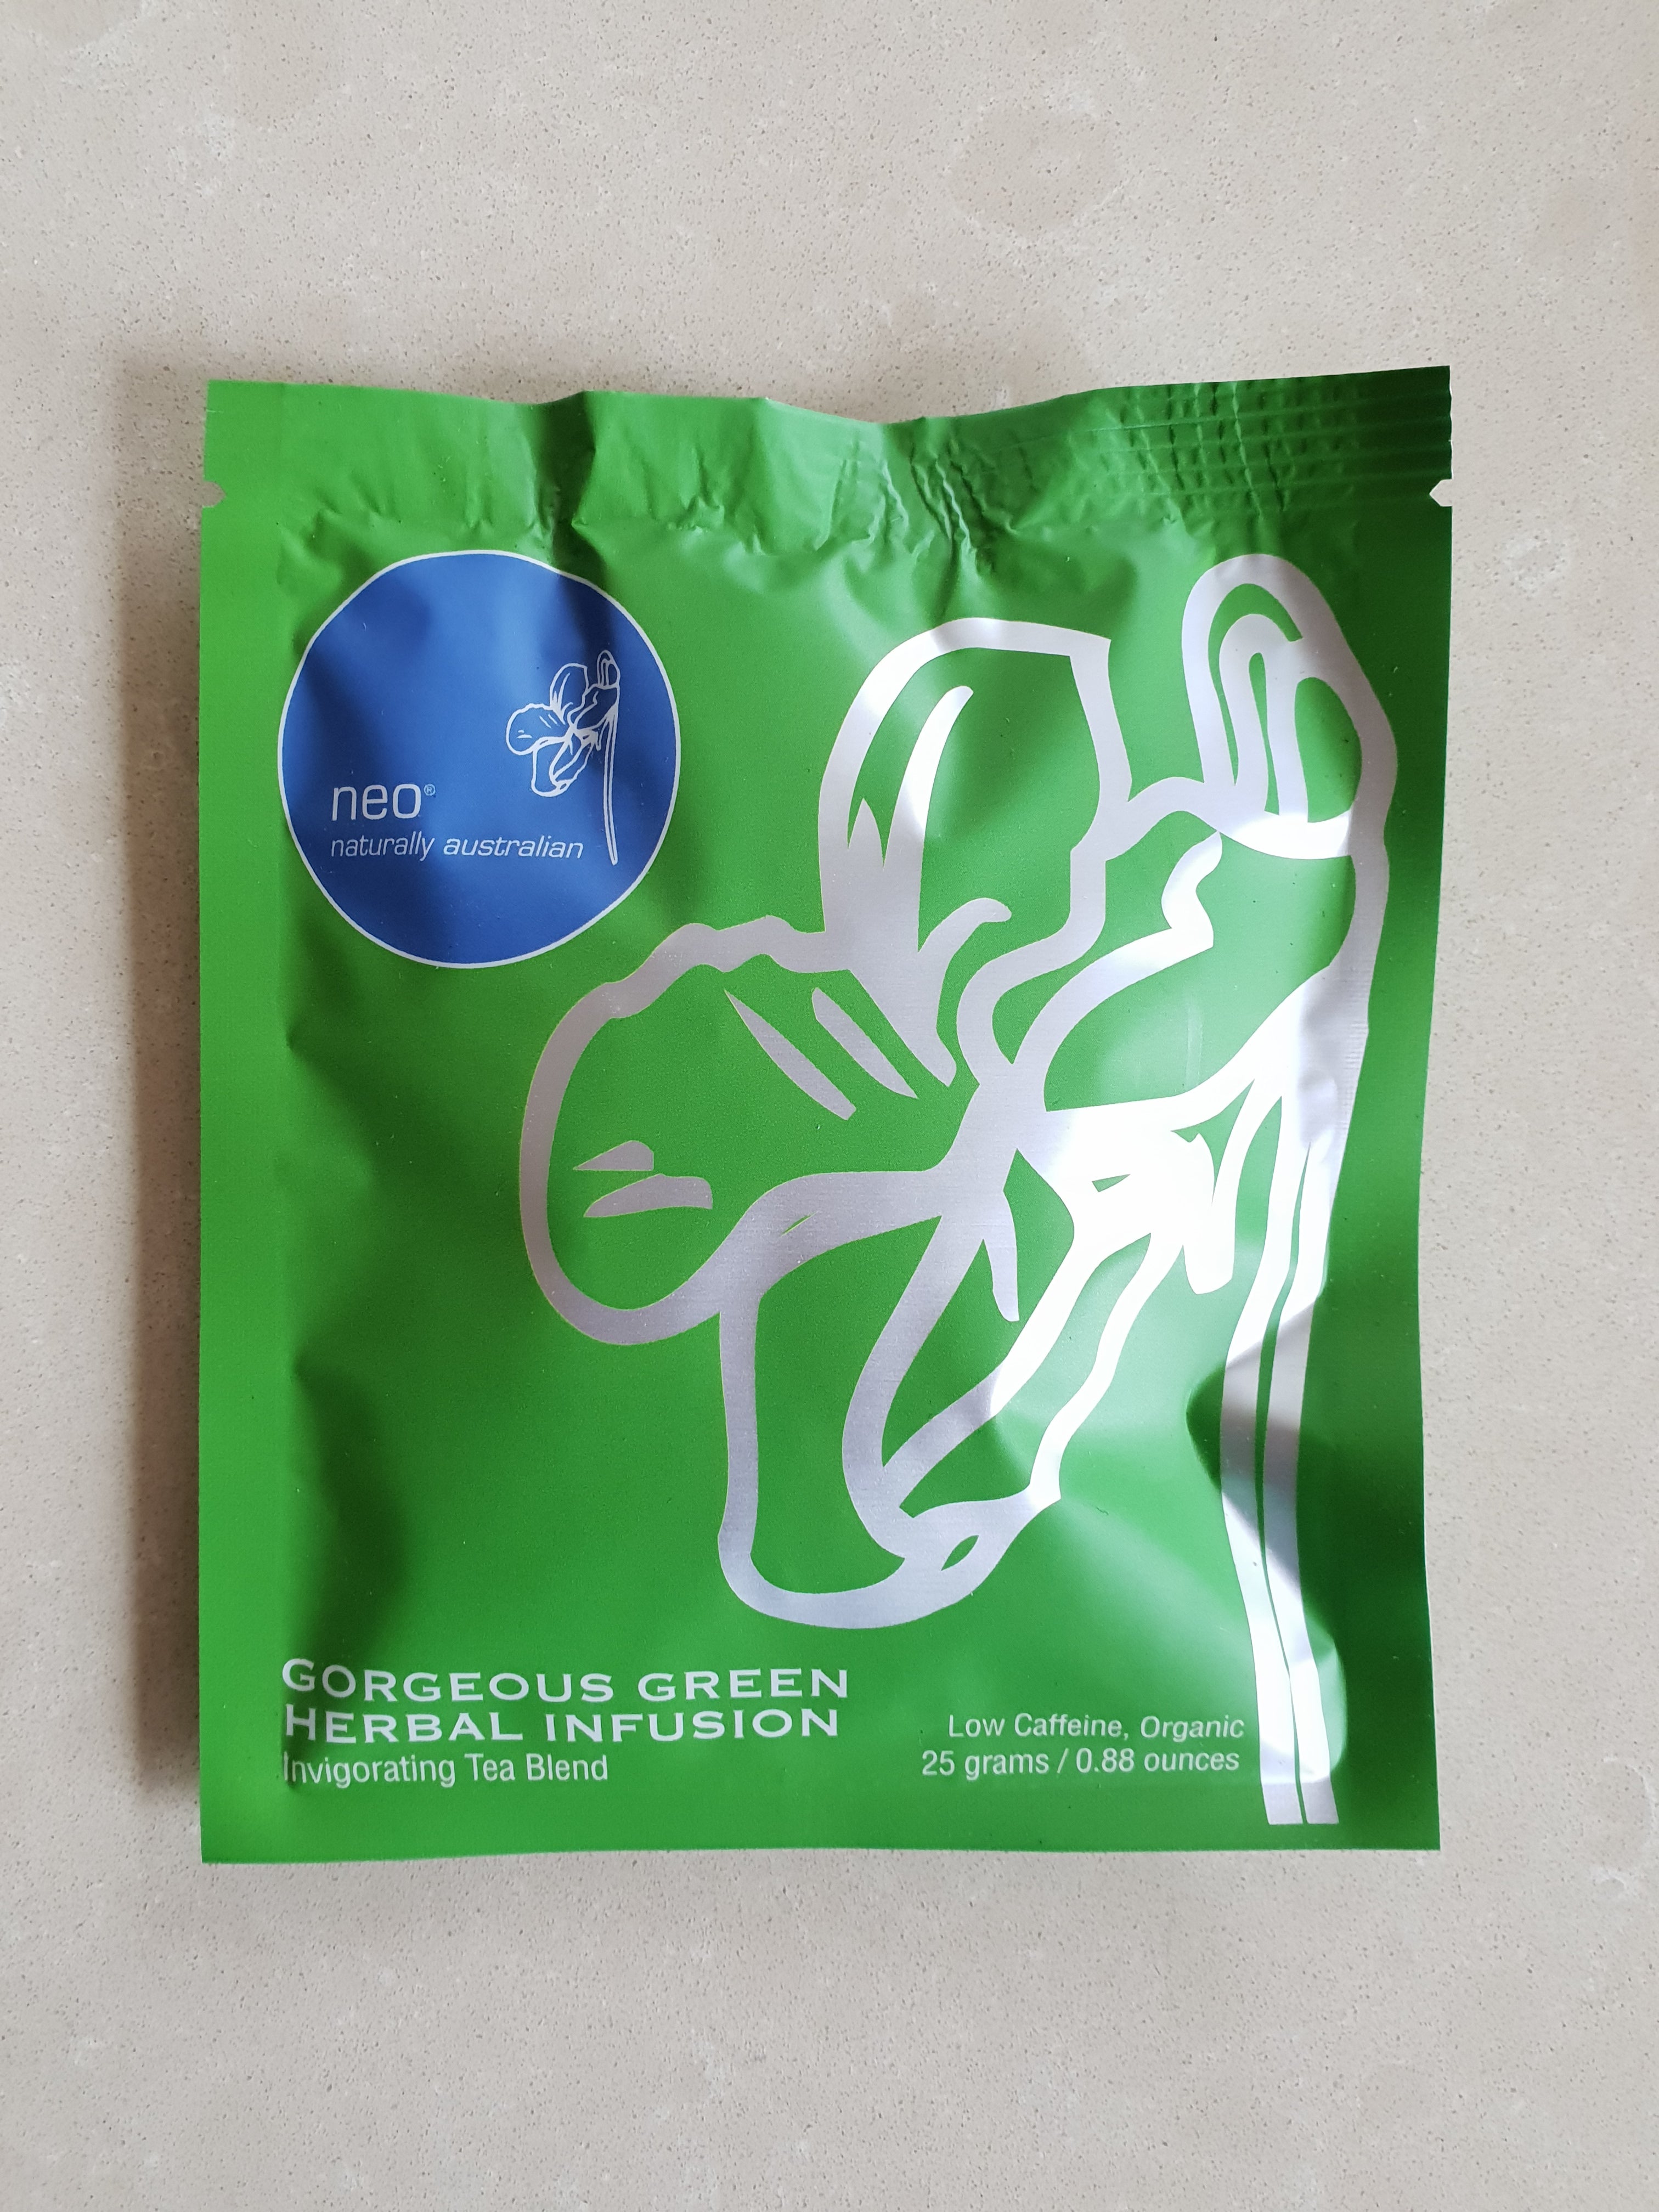 neo®
naturally australian
GORGEOUS GREEN
HERBAL INFUSION
Invigorating Tea Blend
Low Caffeine, Organic
25 grams / 0.88 ounces